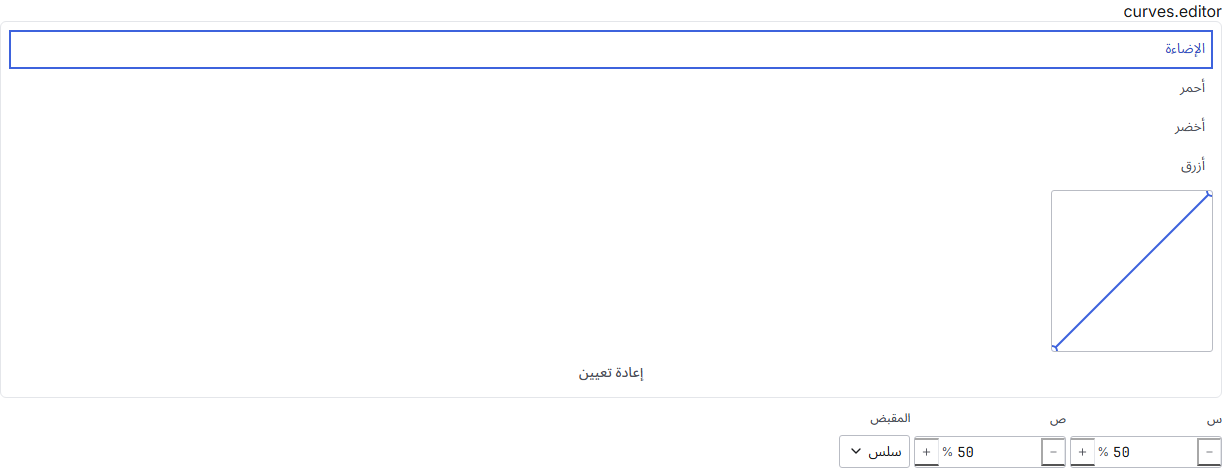 curves.editor
الإضاءة
أحمر
أخضر
أزرق
إعادة تعيين
س ص المقبض
− 50 % + − 50 % + سلس